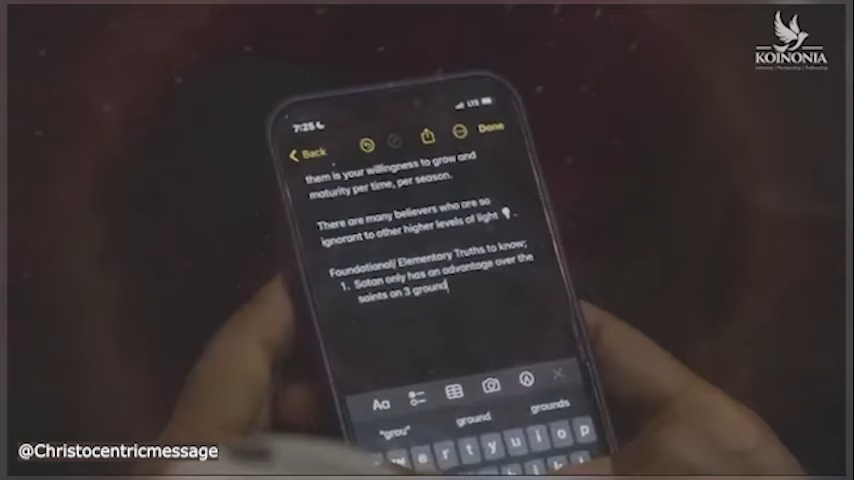 KOINONIA
7:25
LTE
Back
Done
them is your willingness to grow and
maturity per time, per season.
There are many believers who are so
ignorant to other higher levels of light
Foundational/ Elementary Truths to know;
1. Satan only has an advantage over the
saints on 3 ground
Aa
"grou"
ground
grounds
e r t y u i o p
@Christocentricmessage